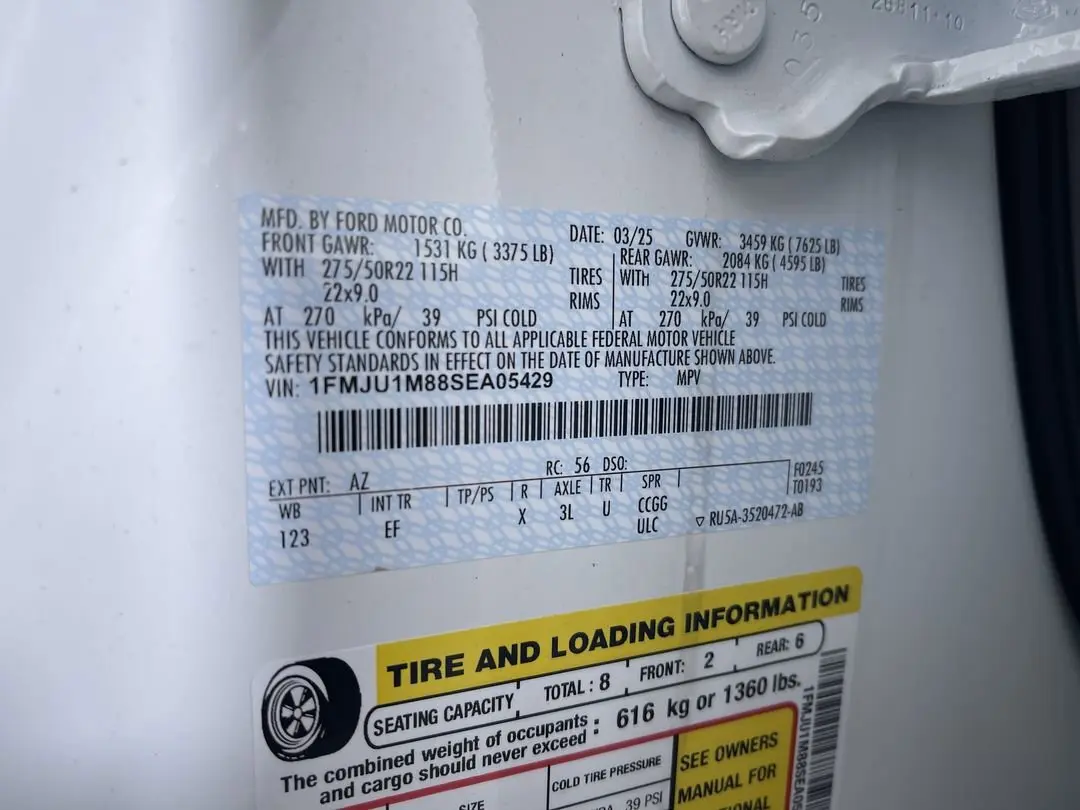 28B11-10
MFD. BY FORD MOTOR CO.
DATE: 03/25 GVWR: 3459 KG ( 7625 LB)
FRONT GAWR: 1531 KG ( 3375 LB) REAR GAWR: 2084 KG ( 4595 LB)
WITH 275/50R22 115H TIRES WITH 275/50R22 115H TIRES
22x9.0 RIMS 22x9.0 RIMS
AT 270 kPa/ 39 PSI COLD AT 270 kPa/ 39 PSI COLD
THIS VEHICLE CONFORMS TO ALL APPLICABLE FEDERAL MOTOR VEHICLE
SAFETY STANDARDS IN EFFECT ON THE DATE OF MANUFACTURE SHOWN ABOVE.
VIN: 1FMJU1M88SEA05429 TYPE: MPV
RC: 56 DSO:
EXT PNT: AZ F0245
WB INT TR TP/PS R AXLE TR SPR T0193
123 EF X 3L U CCGG
ULC RU5A-3520472-AB
TIRE AND LOADING INFORMATION
SEATING CAPACITY TOTAL : 8 FRONT: 2 REAR: 6
The combined weight of occupants
and cargo should never exceed : 616 kg or 1360 lbs.
SIZE COLD TIRE PRESSURE SEE OWNERS
39 PSI MANUAL FOR